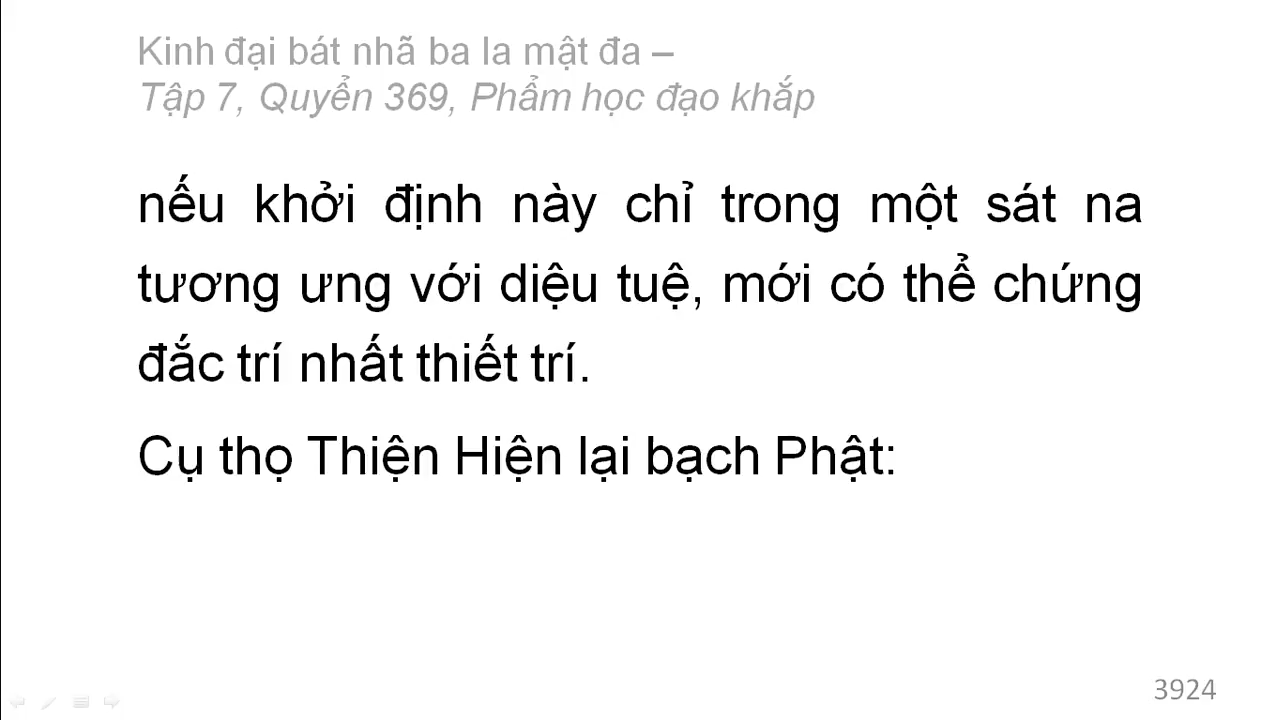 Kinh đại bát nhã ba la mật đa –
Tập 7, Quyển 369, Phẩm học đạo khắp
nếu khởi định này chỉ trong một sát na
tương ưng với diệu tuệ, mới có thể chứng
đắc trí nhất thiết trí.
Cụ thọ Thiện Hiện lại bạch Phật:
3924